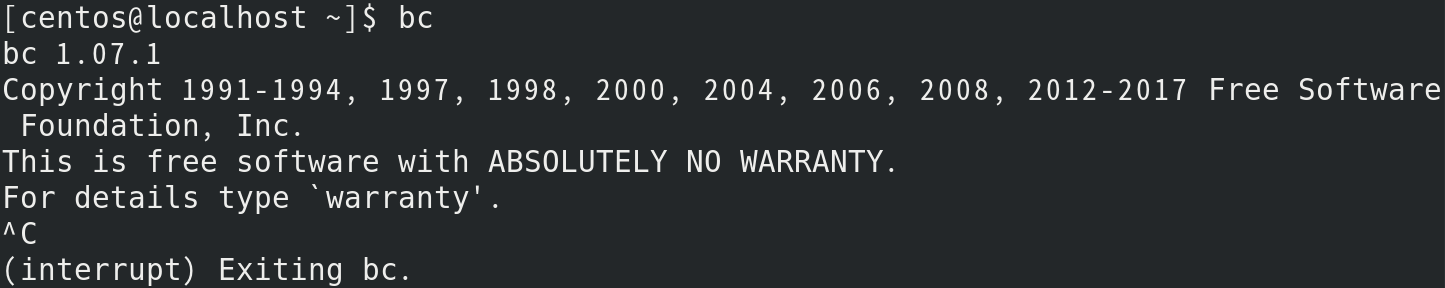 [centos@localhost ~]$ bc
bc 1.07.1
Copyright 1991-1994, 1997, 1998, 2000, 2004, 2006, 2008, 2012-2017 Free Software
 Foundation, Inc.
This is free software with ABSOLUTELY NO WARRANTY.
For details type `warranty'.
^C
(interrupt) Exiting bc.